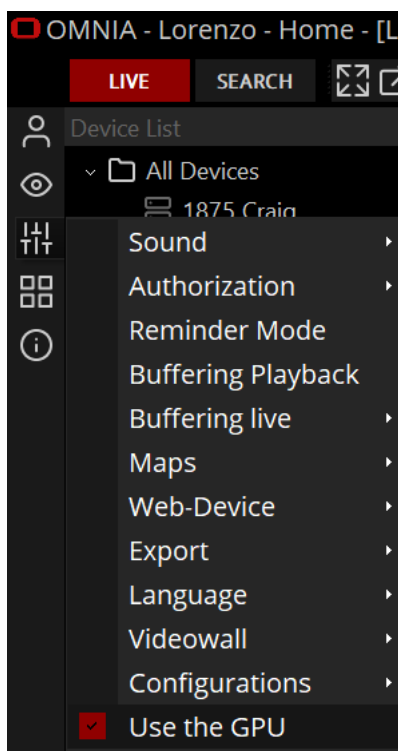 OMNIA - Lorenzo - Home - [L
LIVE SEARCH
Device List
All Devices
1875 Craig
Sound
Authorization
Reminder Mode
Buffering Playback
Buffering live
Maps
Web-Device
Export
Language
Videowall
Configurations
Use the GPU